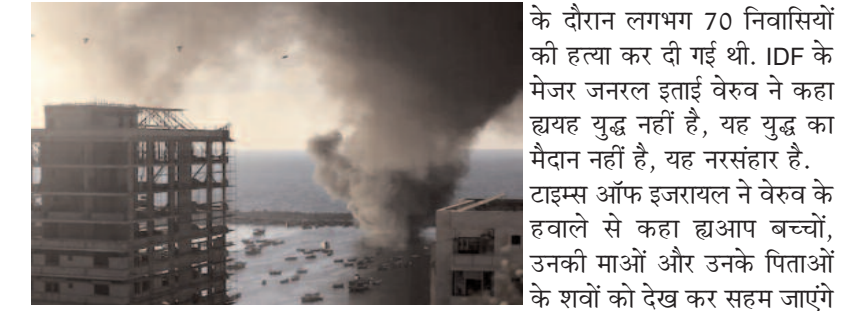 के दौरान लगभग 70 निवासियों
की हत्या कर दी गई थी. IDF के
मेजर जनरल इताई वेरुव ने कहा
ह्ययह युद्ध नहीं है, यह युद्ध का
मैदान नहीं है, यह नरसंहार है.
टाइम्स ऑफ इजरायल ने वेरुव के
हवाले से कहा ह्यआप बच्चों,
उनकी माओं और उनके पिताओं
के शवों को देख कर सहम जाएंगे